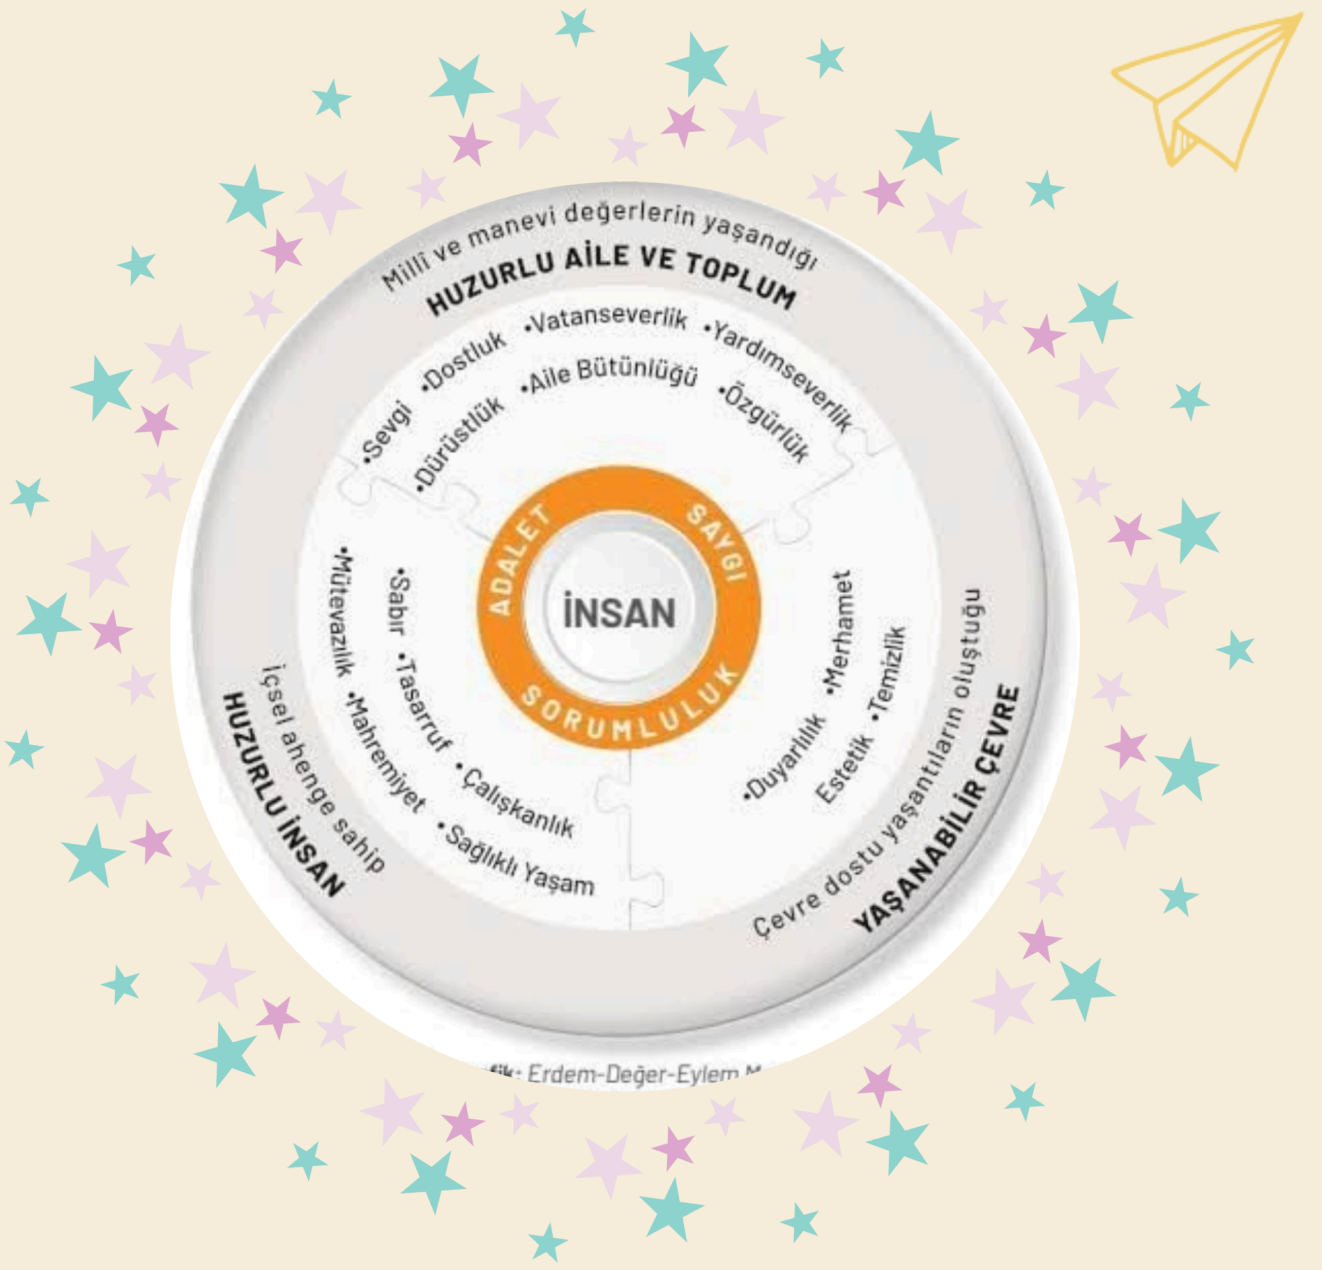 Millî ve manevi değerlerin yaşandığı
HUZURLU AİLE VE TOPLUM
•Sevgi •Dostluk •Vatanseverlik •Yardımseverlik
•Dürüstlük •Aile Bütünlüğü •Özgürlük
ADALET
SAYGI
SORUMLULUK
İNSAN
•Mütevazılık •Mahremiyet •Sağlıklı Yaşam
•Sabır •Tasarruf •Çalışkanlık
İçsel ahenge sahip
HUZURLU İNSAN
•Duyarlılık •Merhamet
Estetik •Temizlik
Çevre dostu yaşantıların oluştuğu
YAŞANABİLİR ÇEVRE
Erdem-Değer-Eylem